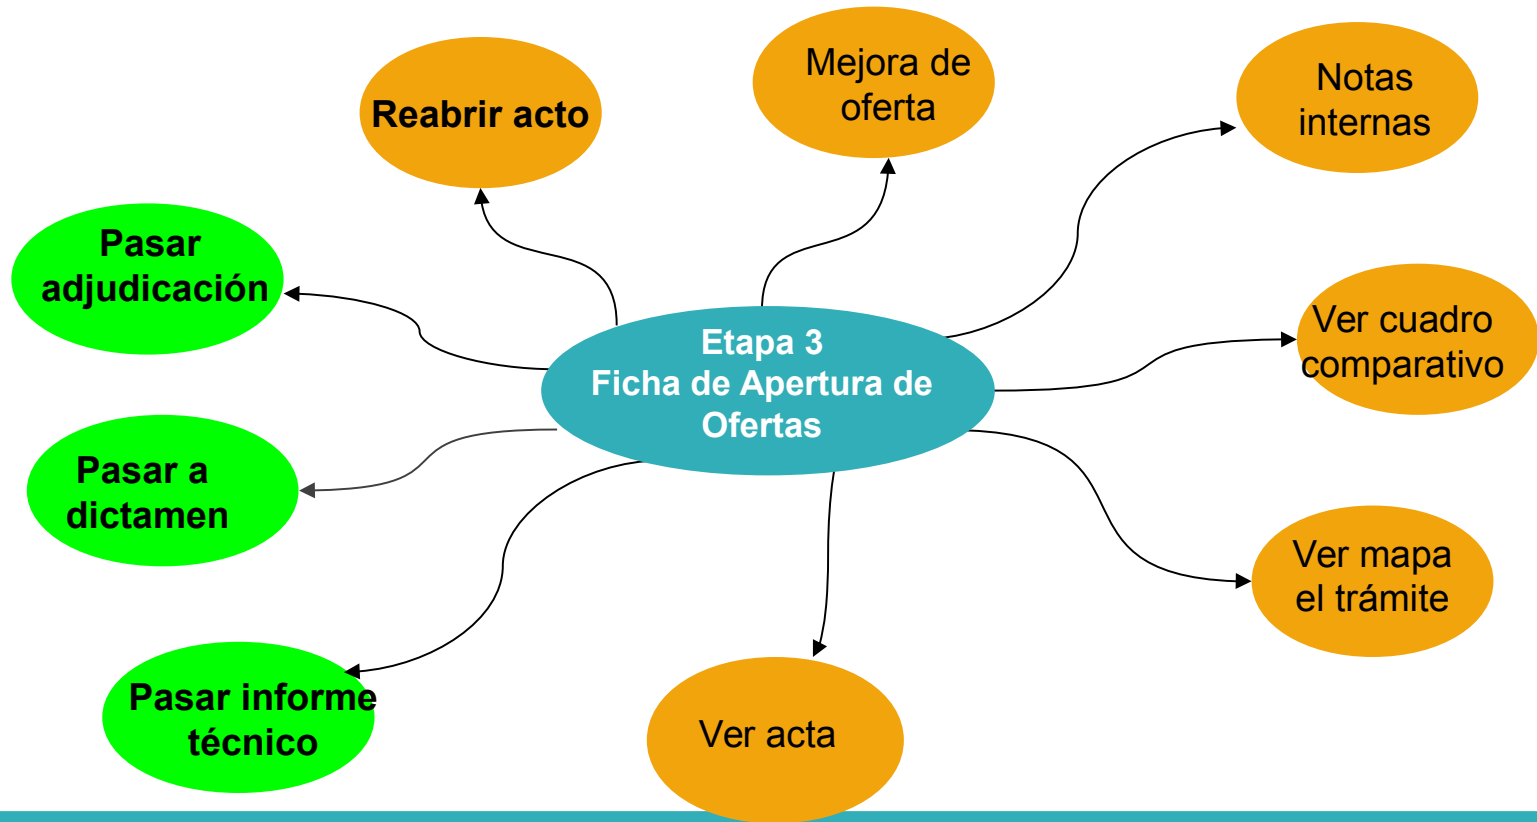 Mejora de
oferta
Notas
internas
Reabrir acto
Pasar
adjudicación
Etapa 3
Ficha de Apertura de
Ofertas
Ver cuadro
comparativo
Pasar a
dictamen
Ver mapa
el trámite
Pasar informe
técnico
Ver acta